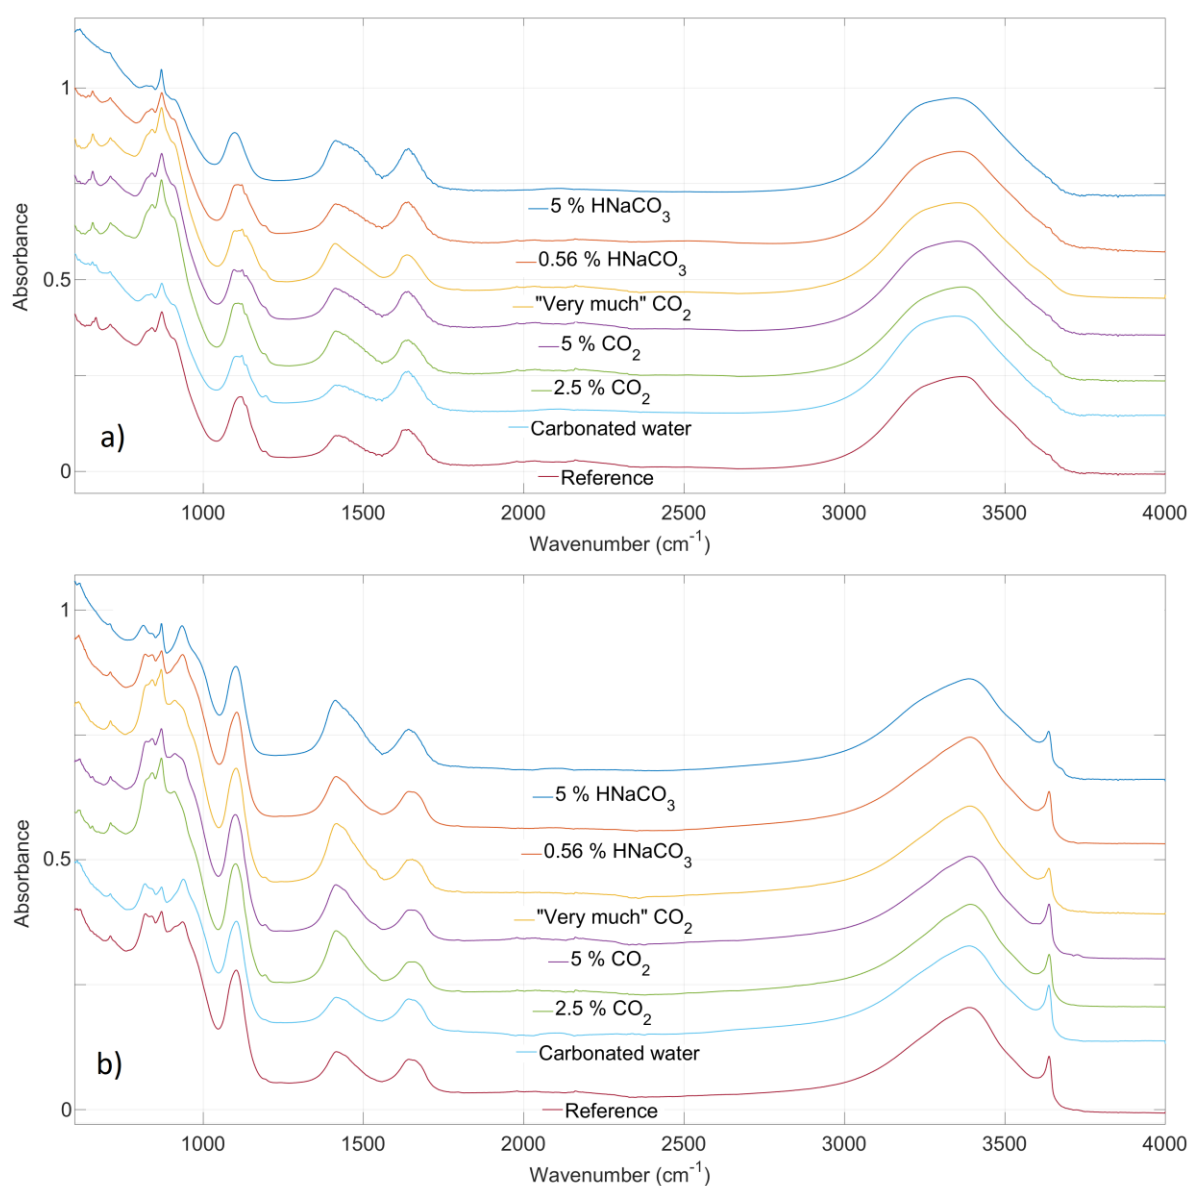 1
5 % HNaCO3
0.56 % HNaCO3
0.5
"Very much" CO2
5 % CO2
2.5 % CO2
Carbonated water
a)
Reference
0
Absorbance
1000 1500 2000 2500 3000 3500 4000
Wavenumber (cm-1)
1
5 % HNaCO3
0.56 % HNaCO3
0.5
"Very much" CO2
5 % CO2
2.5 % CO2
Carbonated water
b)
Reference
0
Absorbance
1000 1500 2000 2500 3000 3500 4000
Wavenumber (cm-1)